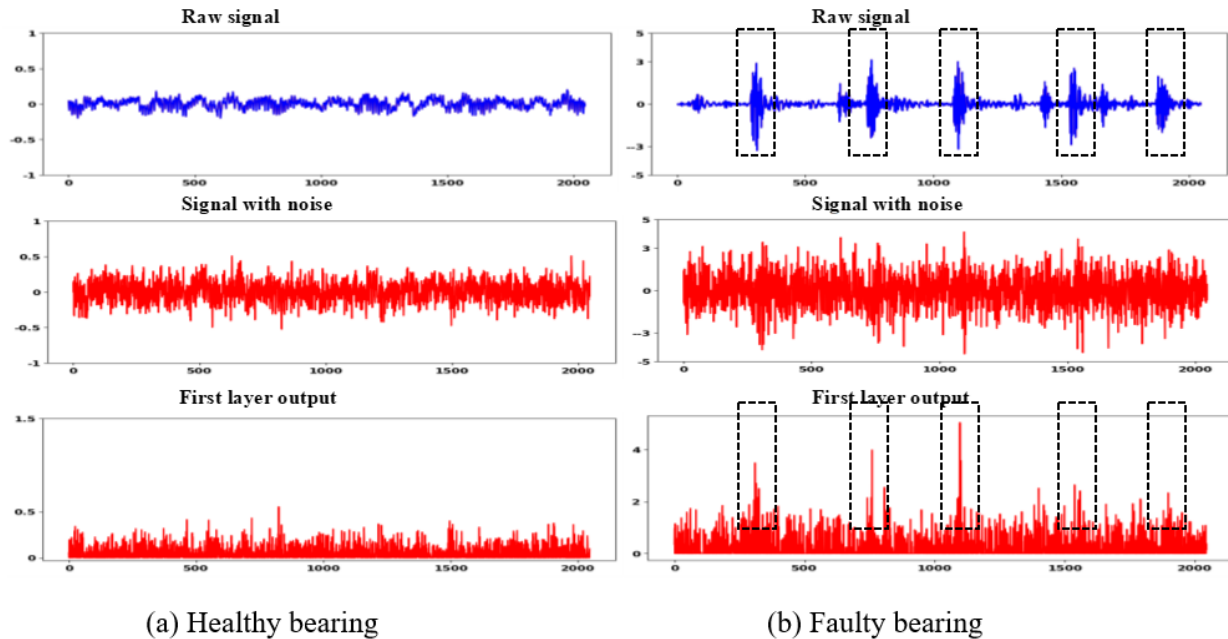 Raw signal
1
0.5
0
-0.5
-1
0 500 1000 1500 2000
Signal with noise
1
0.5
0
-0.5
-1
0 500 1000 1500 2000
First layer output
1.5
0.5
0
0 500 1000 1500 2000
(a) Healthy bearing
Raw signal
5
3
0
--3
-5
0 500 1000 1500 2000
Signal with noise
5
3
0
--3
-5
0 500 1000 1500 2000
First layer output
4
2
0
0 500 1000 1500 2000
(b) Faulty bearing